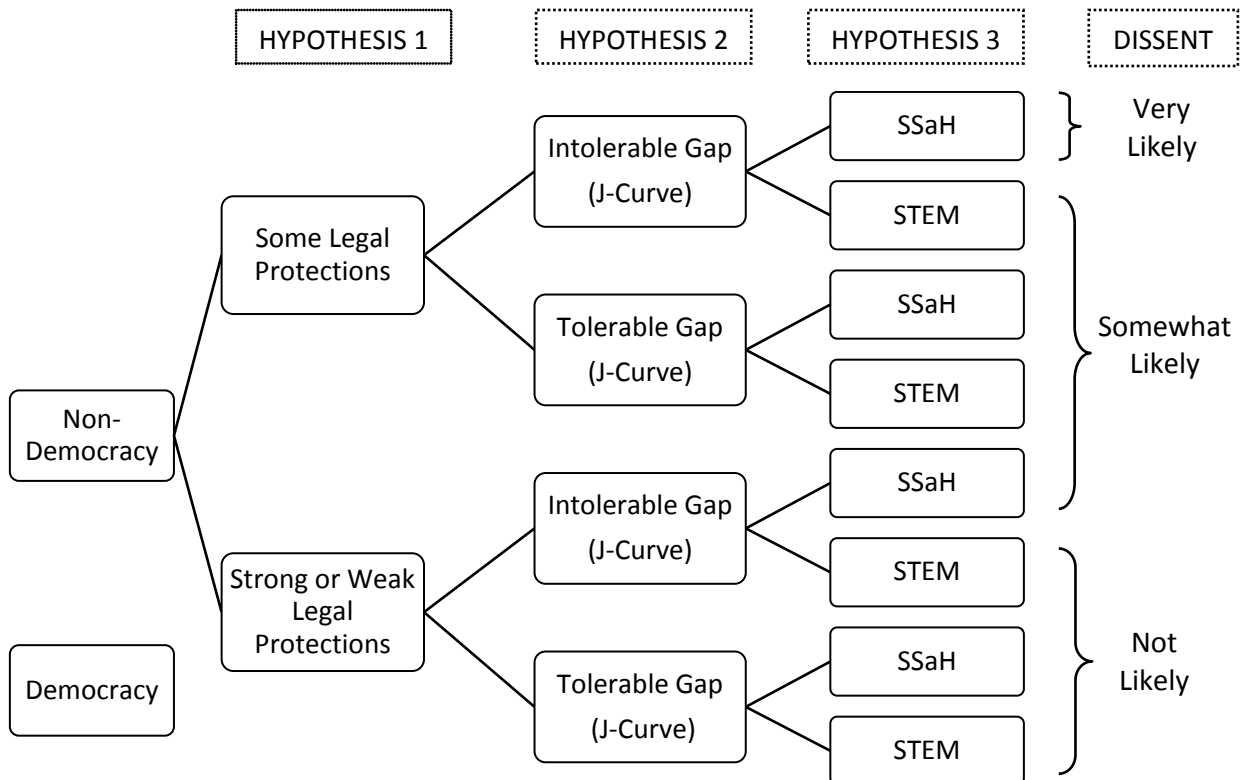 HYPOTHESIS 1
HYPOTHESIS 2
HYPOTHESIS 3
DISSENT
Non-
Democracy
Democracy
Some Legal
Protections
Strong or Weak
Legal
Protections
Intolerable Gap
(J-Curve)
Tolerable Gap
(J-Curve)
Intolerable Gap
(J-Curve)
Tolerable Gap
(J-Curve)
SSaH
STEM
SSaH
STEM
SSaH
STEM
SSaH
STEM
Very
Likely
Somewhat
Likely
Not
Likely